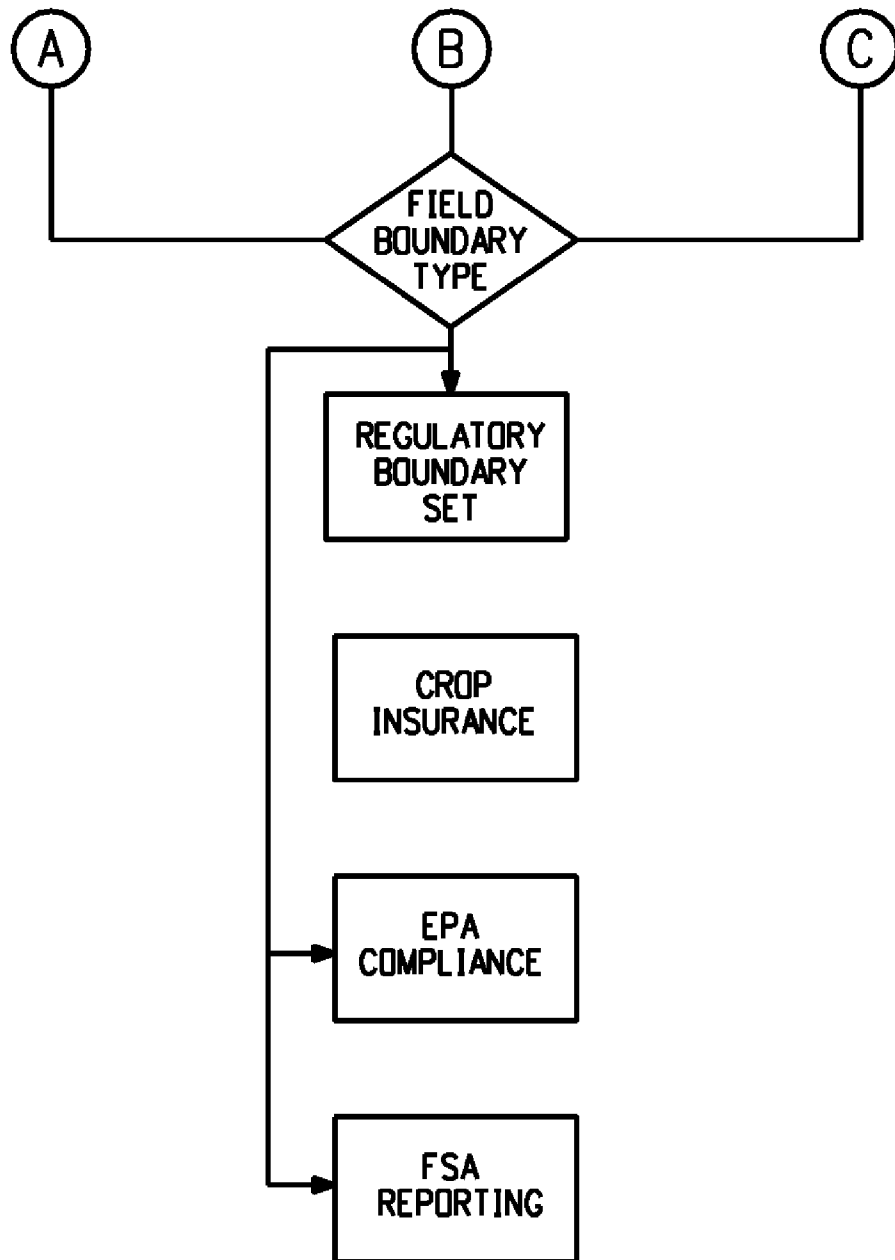 A
B
C
FIELD
BOUNDARY
TYPE
REGULATORY
BOUNDARY
SET
CROP
INSURANCE
EPA
COMPLIANCE
FSA
REPORTING